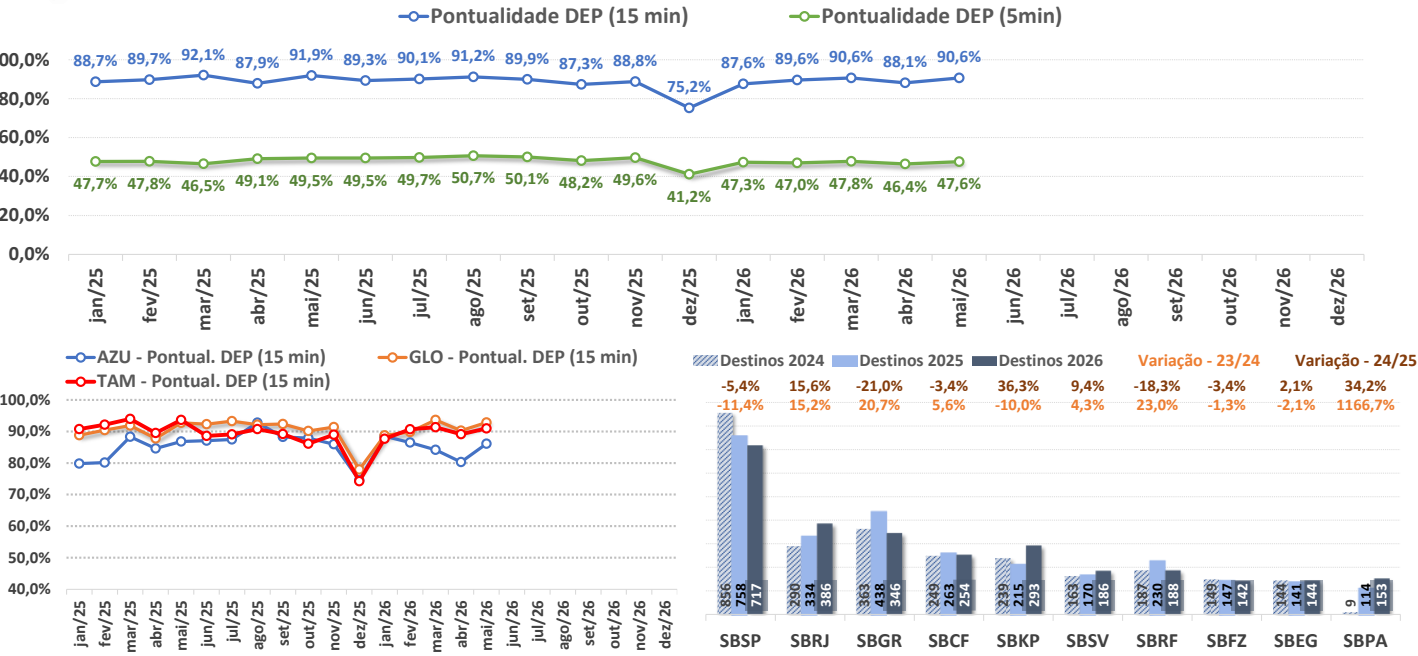 Pontualidade DEP (15 min) Pontualidade DEP (5min)
00,0% 88,7% 89,7% 92,1% 87,9% 91,9% 89,3% 90,1% 91,2% 89,9% 87,3% 88,8% 75,2% 87,6% 89,6% 90,6% 88,1% 90,6%
80,0%
60,0%
40,0% 47,7% 47,8% 46,5% 49,1% 49,5% 49,5% 49,7% 50,7% 50,1% 48,2% 49,6% 41,2% 47,3% 47,0% 47,8% 46,4% 47,6%
20,0%
0,0%
jan/25 fev/25 mar/25 abr/25 mai/25 jun/25 jul/25 ago/25 set/25 out/25 nov/25 dez/25 jan/26 fev/26 mar/26 abr/26 mai/26 jun/26 jul/26 ago/26 set/26 out/26 nov/26 dez/26
AZU - Pontual. DEP (15 min) GLO - Pontual. DEP (15 min)
TAM - Pontual. DEP (15 min)
100,0%
90,0%
80,0%
70,0%
60,0%
50,0%
40,0%
jan/25 fev/25 mar/25 abr/25 mai/25 jun/25 jul/25 ago/25 set/25 out/25 nov/25 dez/25 jan/26 fev/26 mar/26 abr/26 mai/26 jun/26 jul/26 ago/26 set/26 out/26 nov/26 dez/26
Destinos 2024 Destinos 2025 Destinos 2026 Variação - 23/24 Variação - 24/25
-5,4% 15,6% -21,0% -3,4% 36,3% 9,4% -18,3% -3,4% 2,1% 34,2%
-11,4% 15,2% 20,7% 5,6% -10,0% 4,3% 23,0% -1,3% -2,1% 1166,7%
856 758 717 290 334 386 363 438 346 249 263 254 239 215 293 163 170 186 187 230 188 149 147 142 144 141 144 9 114 153
SBSP SBRJ SBGR SBCF SBKP SBSV SBRF SBFZ SBEG SBPA